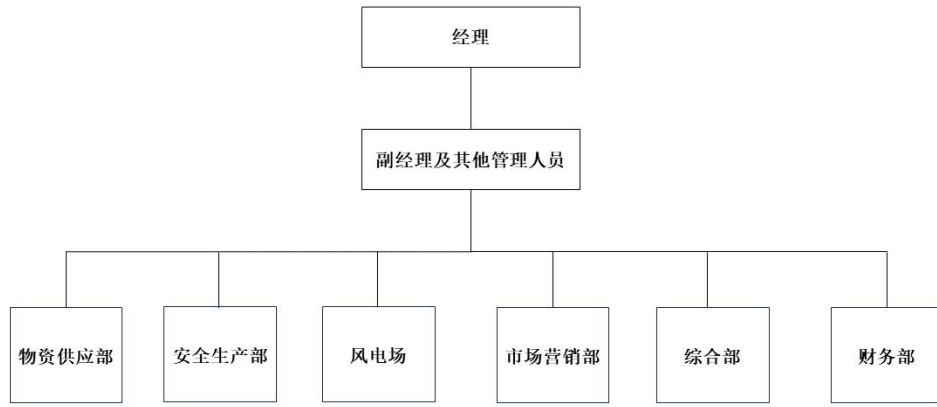 经理
副经理及其他管理人员
物资供应部
安全生产部
风电场
市场营销部
综合部
财务部